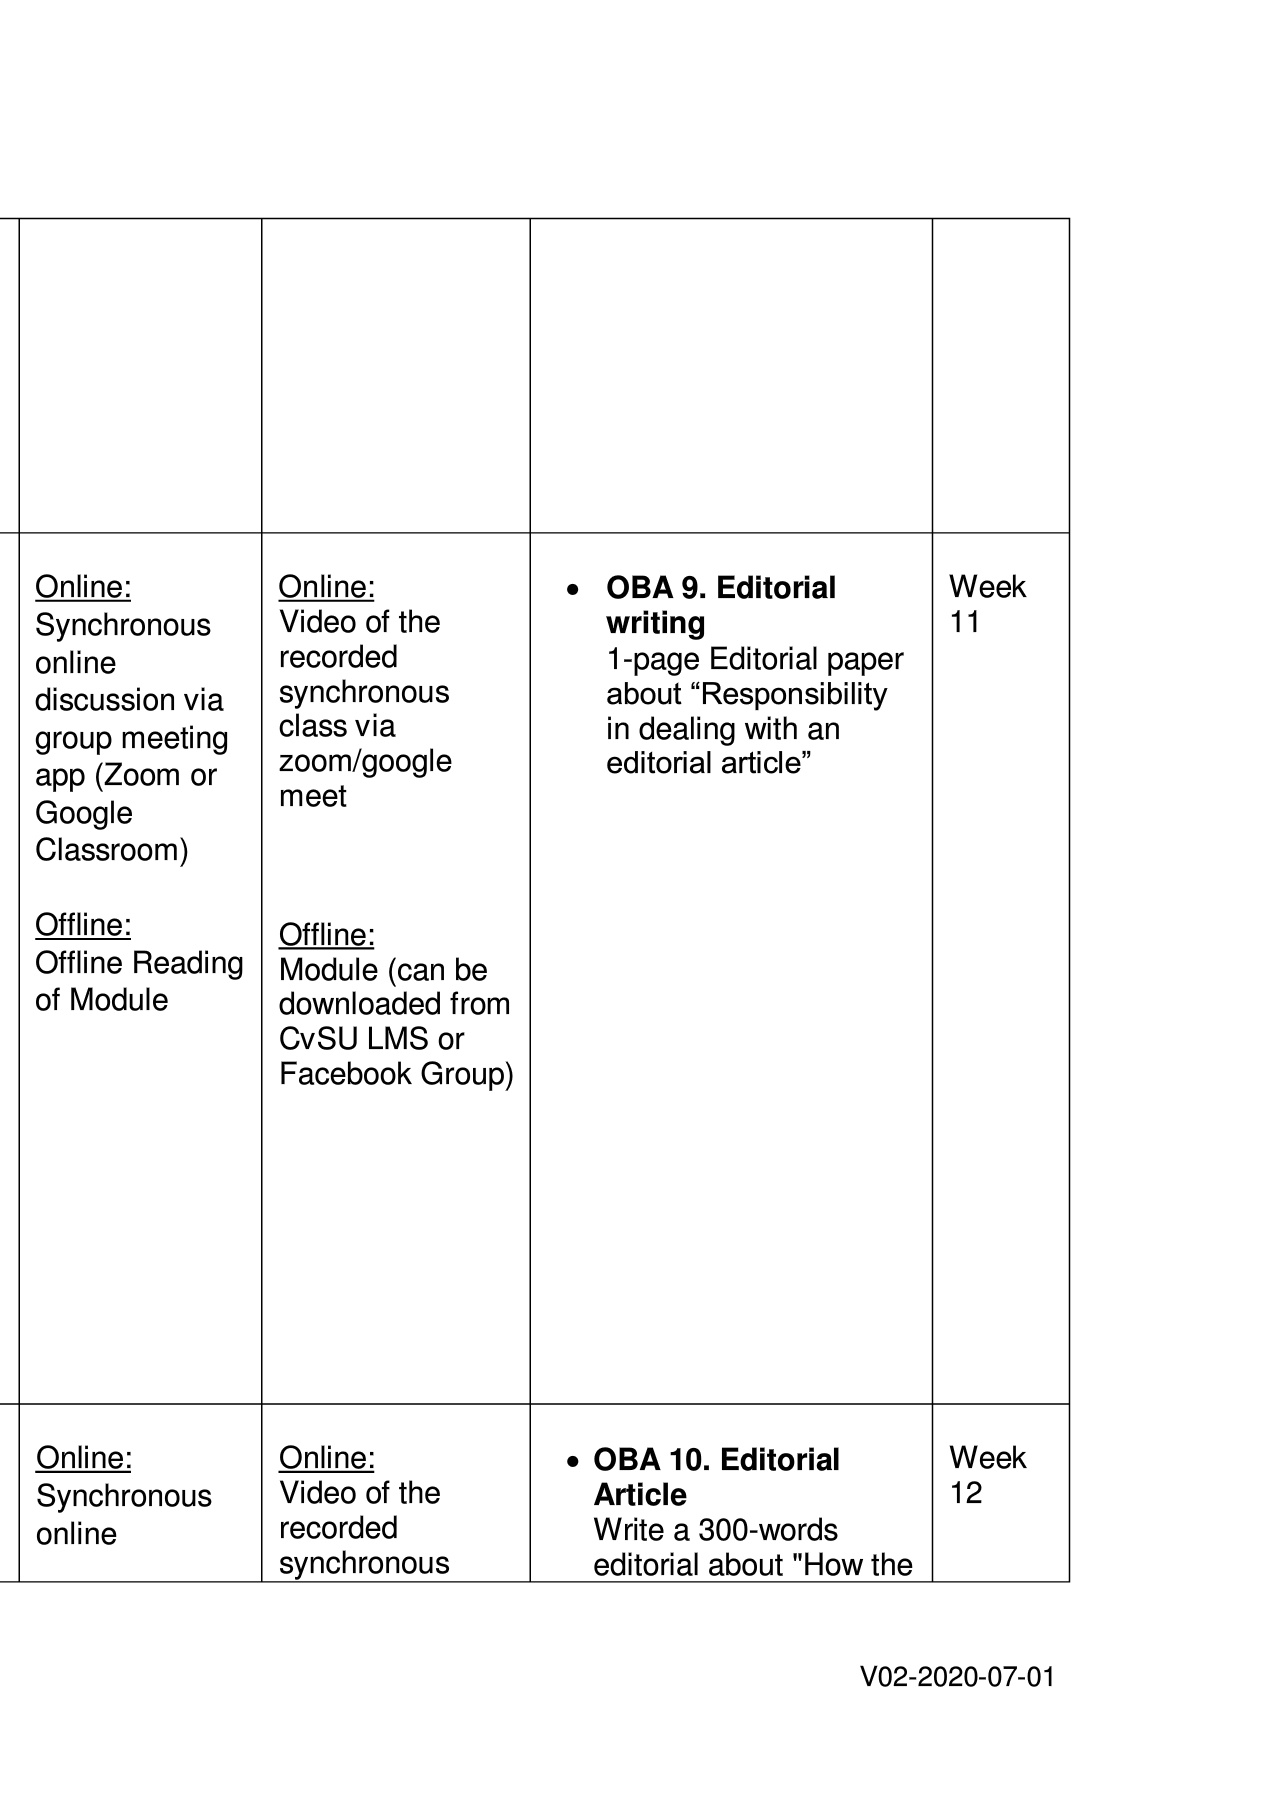 Online:
Synchronous
online
discussion via
group meeting
app (Zoom or
Google
Classroom)
Offline:
Offline Reading
of Module
Online:
Video of the
recorded
synchronous
class via
zoom/google
meet
Offline:
Module (can be
downloaded from
CvSU LMS or
Facebook Group)
• OBA 9. Editorial
writing
1-page Editorial paper
about “Responsibility
in dealing with an
editorial article”
Week
11
Online:
Synchronous
online
Online:
Video of the
recorded
synchronous
• OBA 10. Editorial
Article
Write a 300-words
editorial about "How the
Week
12
V02-2020-07-01